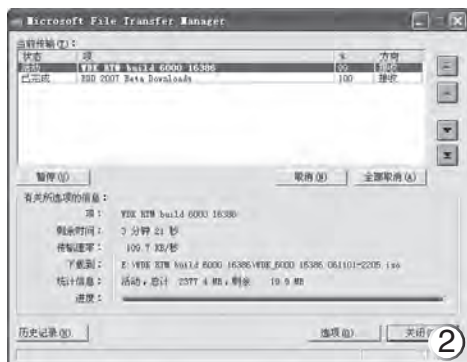 Microsoft File Transfer Manager
当前传输(T):
状态 项 % 方向
活动 WDK RTM build 6000 16386 99 接收
已完成 ESD 2007 Beta Downloads 100 接收
取消(N) 全部取消(A)
有关所选项的信息:
项: WDK RTM build 6000 16386
剩余时间: 3 分钟 21 秒
传输速率: 109.7 KB/秒
下载到:
统计信息: 活动,总计 2377.4 MB,剩余 19.9 MB
进度:
历史记录(H) 选项(O) 关闭
②